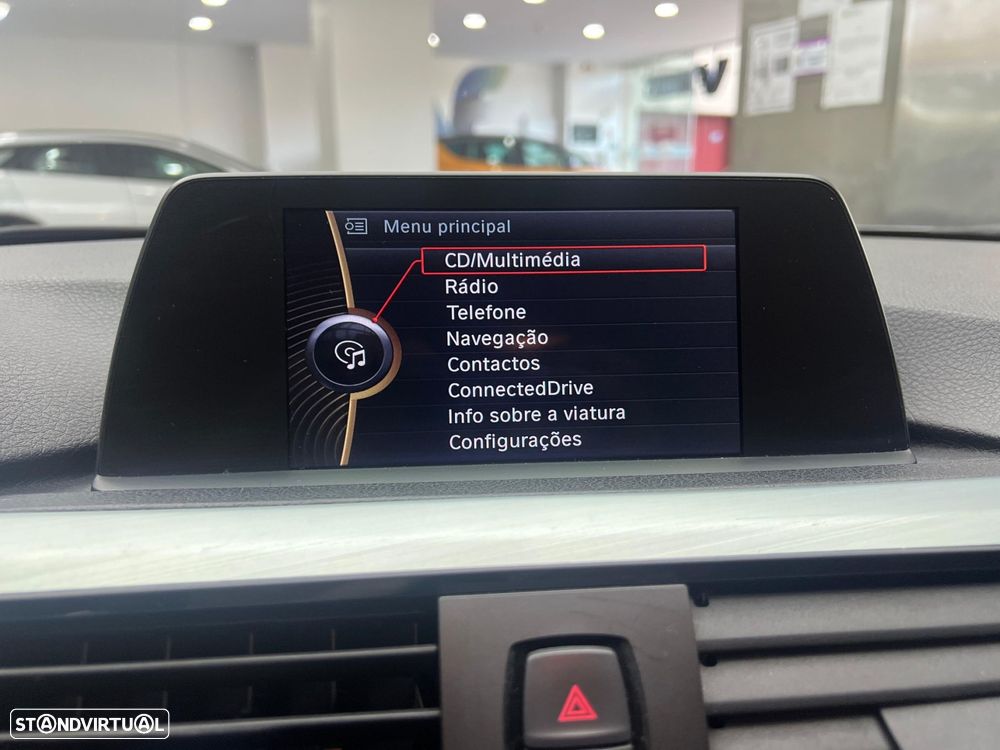 Menu principal
CD/Multimédia
Rádio
Telefone
Navegação
Contactos
ConnectedDrive
Info sobre a viatura
Configurações
STANDVIRTUAL